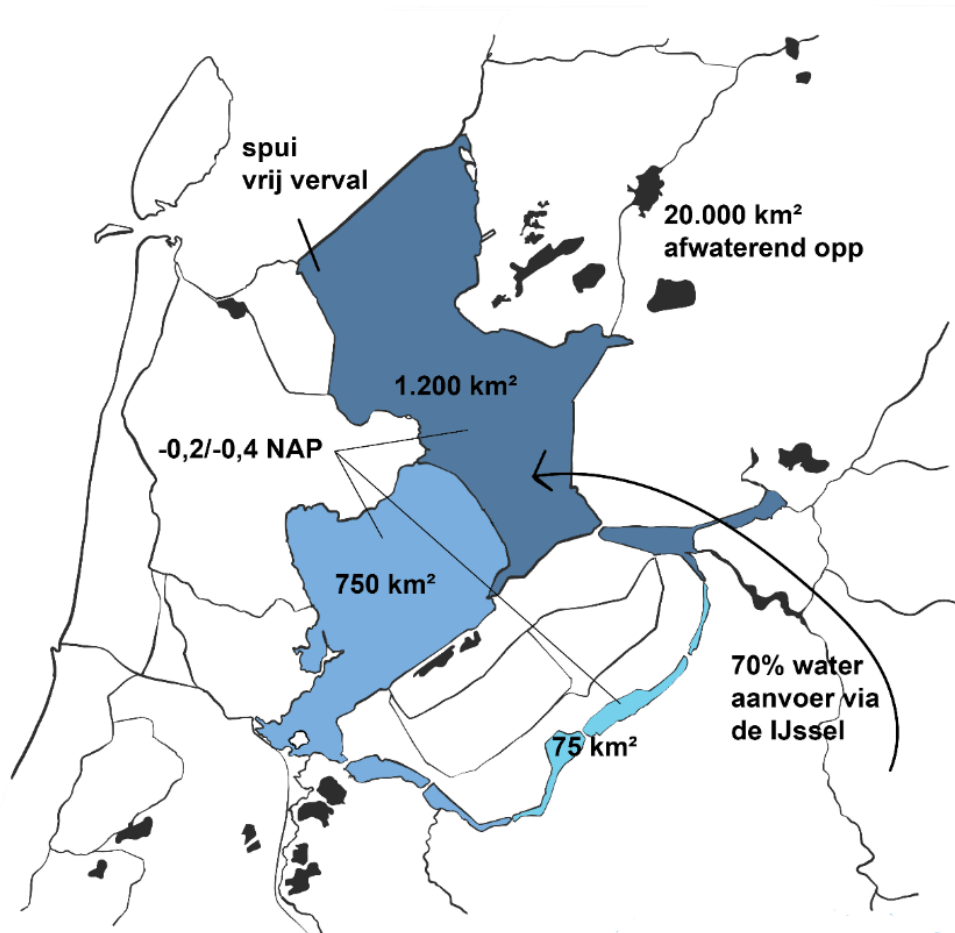 spui
vrij verval
20.000 km²
afwaterend opp
1.200 km²
-0,2/-0,4 NAP
750 km²
70% water
aanvoer via
de IJssel
75 km²